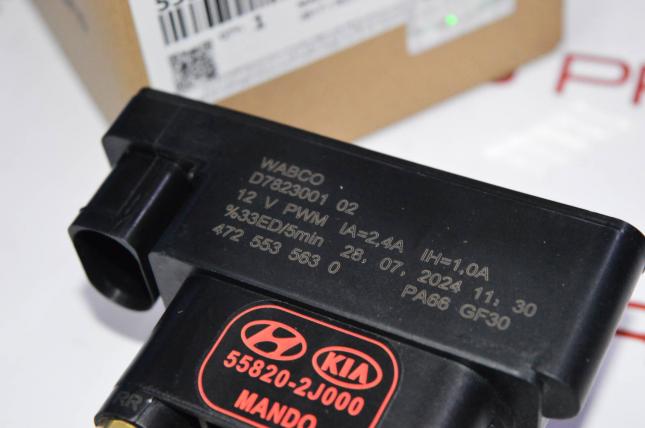 WABCO
D7823001 02
12 V PWM IA=2,4A IH=1,0A
%33ED/5min 28, 07, 2024 11; 30
472 553 563 0
PA66 GF30
KIA
55820-2J000
MANDO
RR